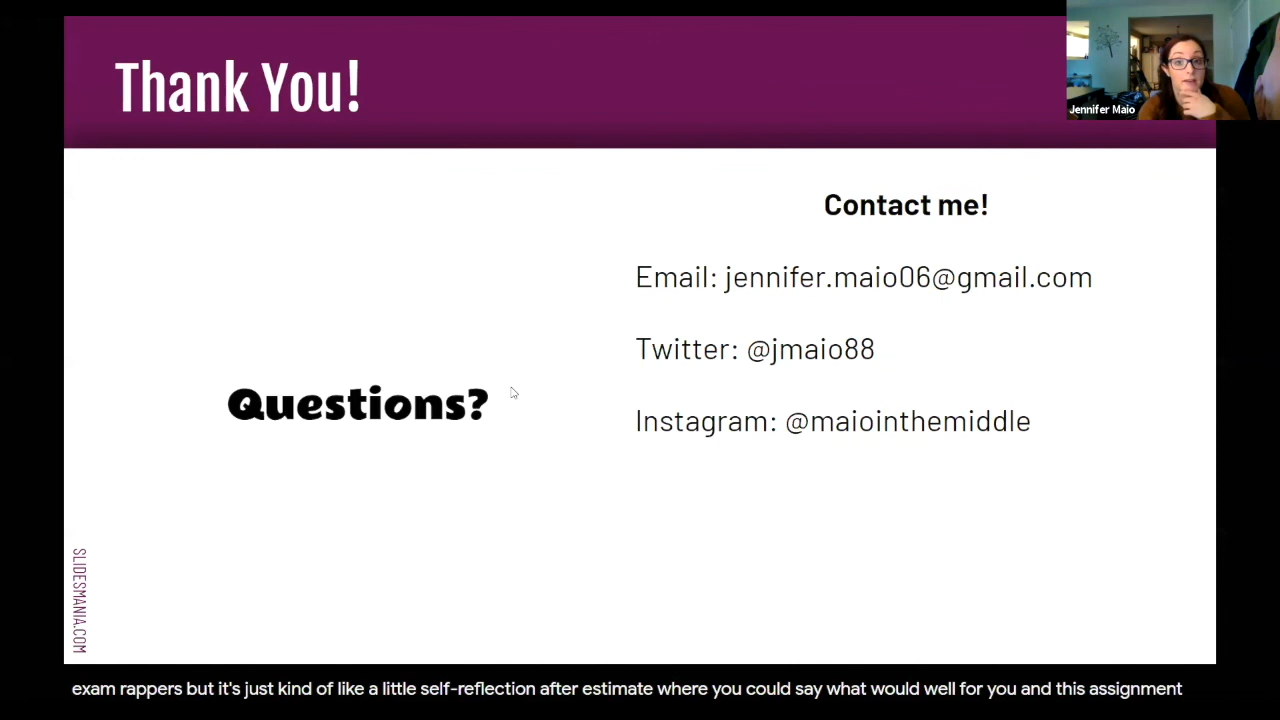 Thank You!
Jennifer Maio
Contact me!
Email: jennifer.maio06@gmail.com
Twitter: @jmaio88
Instagram: @maiointhemiddle
Questions?
SLIDESMANIA.COM
exam rappers but it's just kind of like a little self-reflection after estimate where you could say what would well for you and this assignment